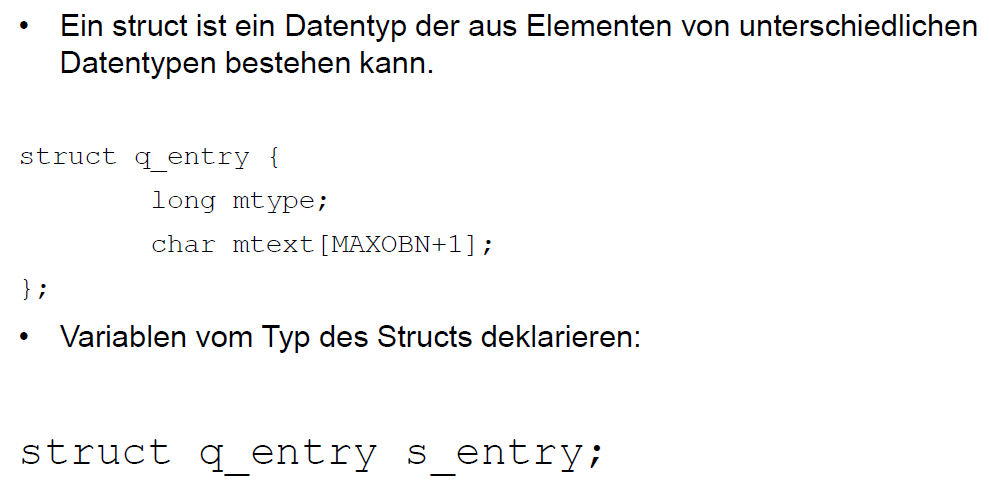 • Ein struct ist ein Datentyp der aus Elementen von unterschiedlichen
Datentypen bestehen kann.
struct q_entry {
long mtype;
char mtext[MAXOBN+1];
};
• Variablen vom Typ des Structs deklarieren:
struct q_entry s_entry;